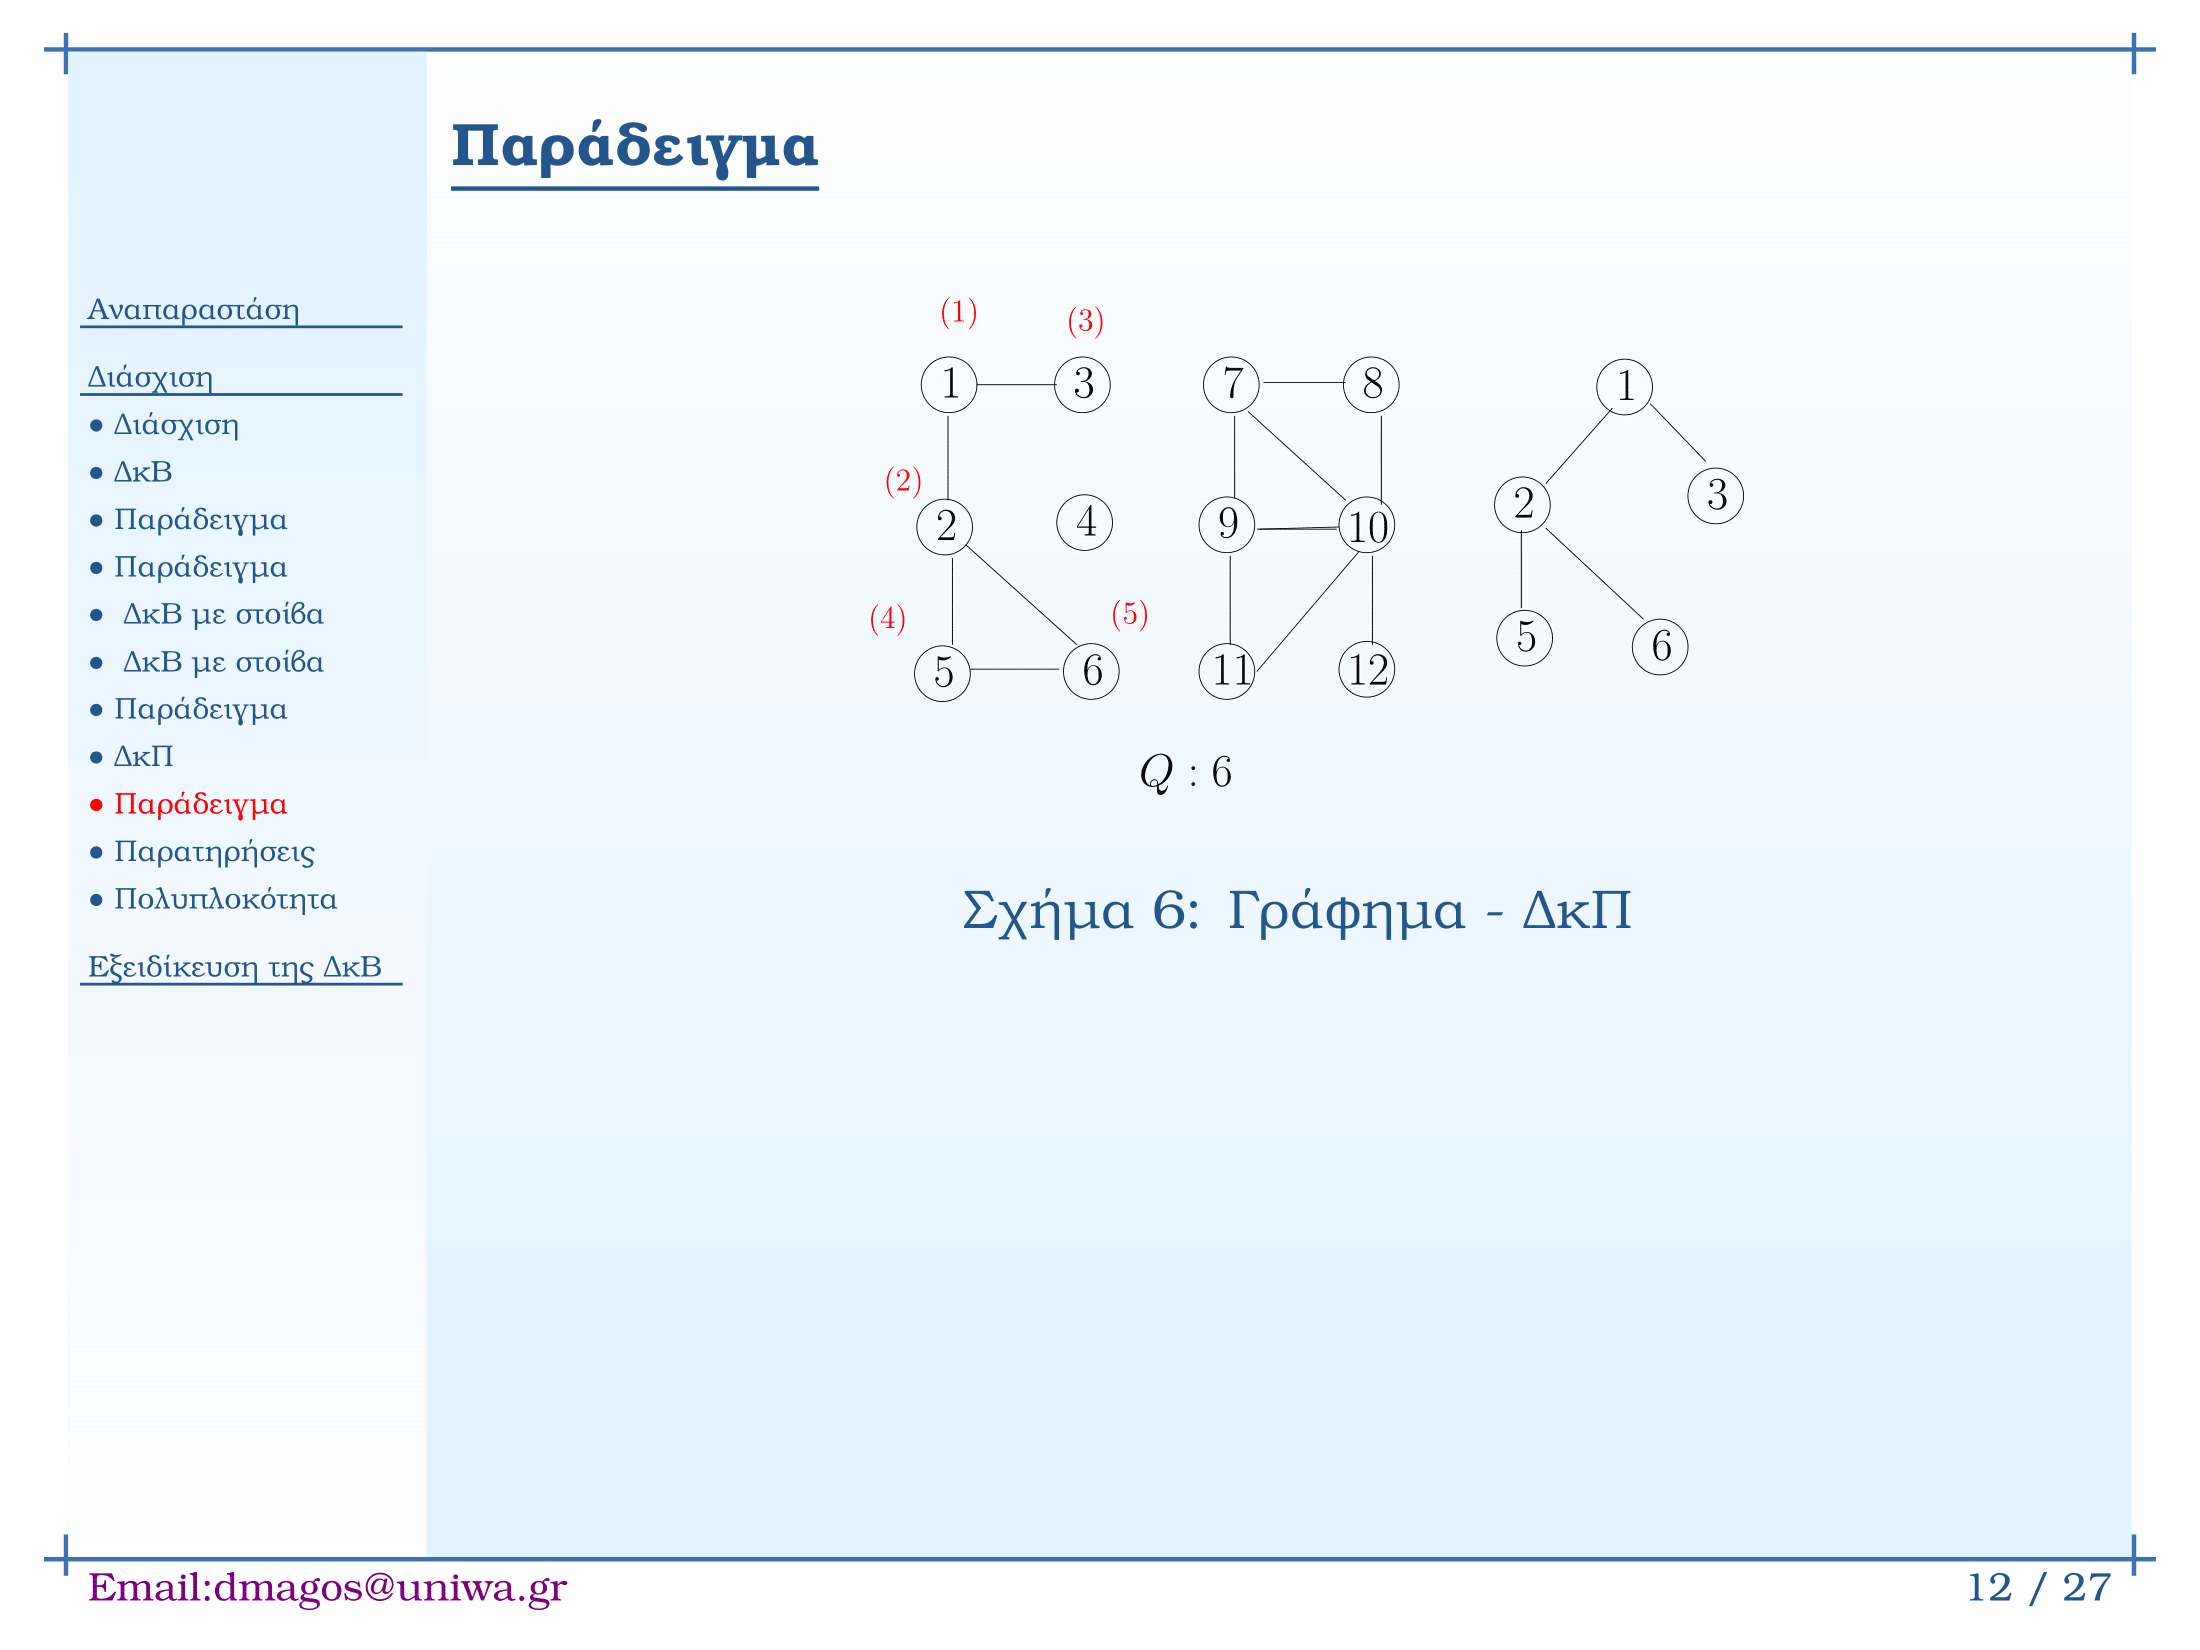 Παράδειγμα
Αναπαραστάση
Διάσχιση
• Διάσχιση
• ΔκΒ
• Παράδειγμα
• Παράδειγμα
• ΔκΒ με στοίβα
• ΔκΒ με στοίβα
• Παράδειγμα
• ΔκΠ
• Παράδειγμα
• Παρατηρήσεις
• Πολυπλοκότητα
Εξειδίκευση της ΔκΒ
(1) (3)
1 3 7 8 1
(2)
2 4 9 10 2 3
(4) (5)
5 6 11 12 5 6
Q : 6
Σχήμα 6: Γράφημα - ΔκΠ
Email:dmagos@uniwa.gr
12 / 27